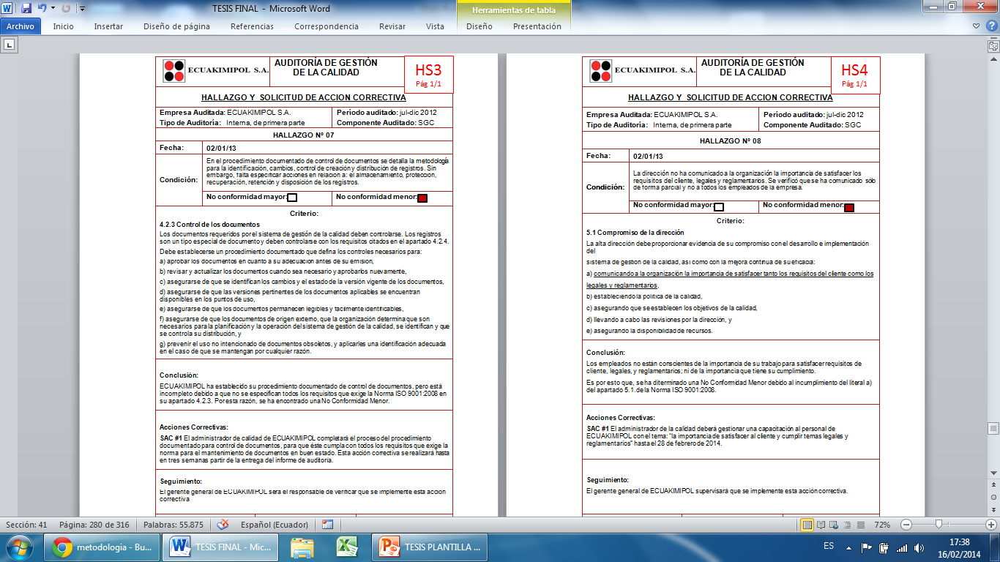 TESIS FINAL - Microsoft Word
Herramientas de tabla
Archivo Inicio Insertar Diseño de página Referencias Correspondencia Revisar Vista Diseño Presentación
ECUAKIMIPOL S.A.
AUDITORÍA DE GESTIÓN
DE LA CALIDAD
HS3
Pág 1/1
HALLAZGO Y SOLICITUD DE ACCION CORRECTIVA
Empresa Auditada: ECUAKIMIPOL S.A. Período auditado: jul-dic 2012
Tipo de Auditoría: Interna, de primera parte Componente Auditado: SGC
HALLAZGO Nº 07
Fecha: 02/01/13
Condición:
En el procedimiento documentado de control de documentos se detalla la metodología
para la identificación, cambios, control de creación y distribución de registros. Sin
embargo, falta especificar acciones en relación a: el almacenamiento, protección,
recuperación, retención y disposición de los registros.
No conformidad mayor: No conformidad menor:
Criterio:
4.2.3 Control de los documentos
Los documentos requeridos por el sistema de gestión de la calidad deben controlarse. Los registros
son un tipo especial de documento y deben controlarse con los requisitos citados en el apartado 4.2.4.
Debe establecerse un procedimiento documentado que defina los controles necesarios para:
a) aprobar los documentos en cuanto a su adecuación antes de su emisión,
b) revisar y actualizar los documentos cuando sea necesario y aprobarlos nuevamente,
c) asegurarse de que se identifican los cambios y el estado de la versión vigente de los documentos,
d) asegurarse de que las versiones pertinentes de los documentos aplicables se encuentran
disponibles en los puntos de uso,
e) asegurarse de que los documentos permanecen legibles y fácilmente identificables,
f) asegurarse de que los documentos de origen externo, que la organización determina que son
necesarios para la planificación y la operación del sistema de gestión de la calidad, se identifican y que
se controla su distribución, y
g) prevenir el uso no intencionado de documentos obsoletos, y aplicarles una identificación adecuada
en el caso de que se mantengan por cualquier razón.
Conclusión:
ECUAKIMIPOL ha establecido su procedimiento documentado de control de documentos, pero está
incompleto debido a que no se especifican todos los requisitos que exige la Norma ISO 9001:2008 en
su apartado 4.2.3. Por esta razón, se ha encontrado una No Conformidad Menor.
Acciones Correctivas:
SAC #1 El administrador de calidad de ECUAKIMIPOL completará el proceso del procedimiento
documentado para control de documentos, para que éste cumpla con todos los requisitos que exige la
norma para el mantenimiento de documentos en buen estado. Esta acción correctiva se realizará hasta
en tres semanas partir de la entrega del informe de auditoría.
Seguimiento:
El gerente general de ECUAKIMIPOL será el responsable de verificar que se implemente esta acción
correctiva
ECUAKIMIPOL S.A.
AUDITORÍA DE GESTIÓN
DE LA CALIDAD
HS4
Pág 1/1
HALLAZGO Y SOLICITUD DE ACCION CORRECTIVA
Empresa Auditada: ECUAKIMIPOL S.A. Período auditado: jul-dic 2012
Tipo de Auditoría: Interna, de primera parte Componente Auditado: SGC
HALLAZGO Nº 08
Fecha: 02/01/13
Condición:
La dirección no ha comunicado a la organización la importancia de satisfacer los
requisitos del cliente, legales y reglamentarios. Se verificó que se ha comunicado sólo
de forma parcial y no a todos los empleados de la empresa.
No conformidad mayor: No conformidad menor:
Criterio:
5.1 Compromiso de la dirección
La alta dirección debe proporcionar evidencia de su compromiso con el desarrollo e implementación
del
sistema de gestión de la calidad, así como con la mejora continua de su eficacia:
a) comunicando a la organización la importancia de satisfacer tanto los requisitos del cliente como los
legales y reglamentarios,
b) estableciendo la política de la calidad,
c) asegurando que se establecen los objetivos de la calidad,
d) llevando a cabo las revisiones por la dirección, y
e) asegurando la disponibilidad de recursos.
Conclusión:
Los empleados no están conscientes de la importancia de su trabajo para satisfacer requisitos de
cliente, legales, y reglamentarios; ni de la importancia que tiene su cumplimiento.
Es por esto que, se ha diterminado una No Confomidad Menor debido al incumplimiento del literal a)
del apartado 5.1.de la Norma ISO 9001:2008.
Acciones Correctivas:
SAC #1 El administrador de la calidad deberá gestionar una capacitación al personal de
ECUAKIMIPOL con el tema: "la importancia de satisfacer al cliente y cumplir temas legales y
reglamentarios" hasta el 28 de febrero de 2014.
Seguimiento:
El gerente general de ECUAKIMIPOL supervisará que se implemente esta acción correctiva.
Sección: 41 Página: 280 de 316 Palabras: 55.875 Español (Ecuador) 72%
metodologia - Bu... TESIS FINAL - Mic... TESIS PLANTILLA ... ES 17:38
16/02/2014